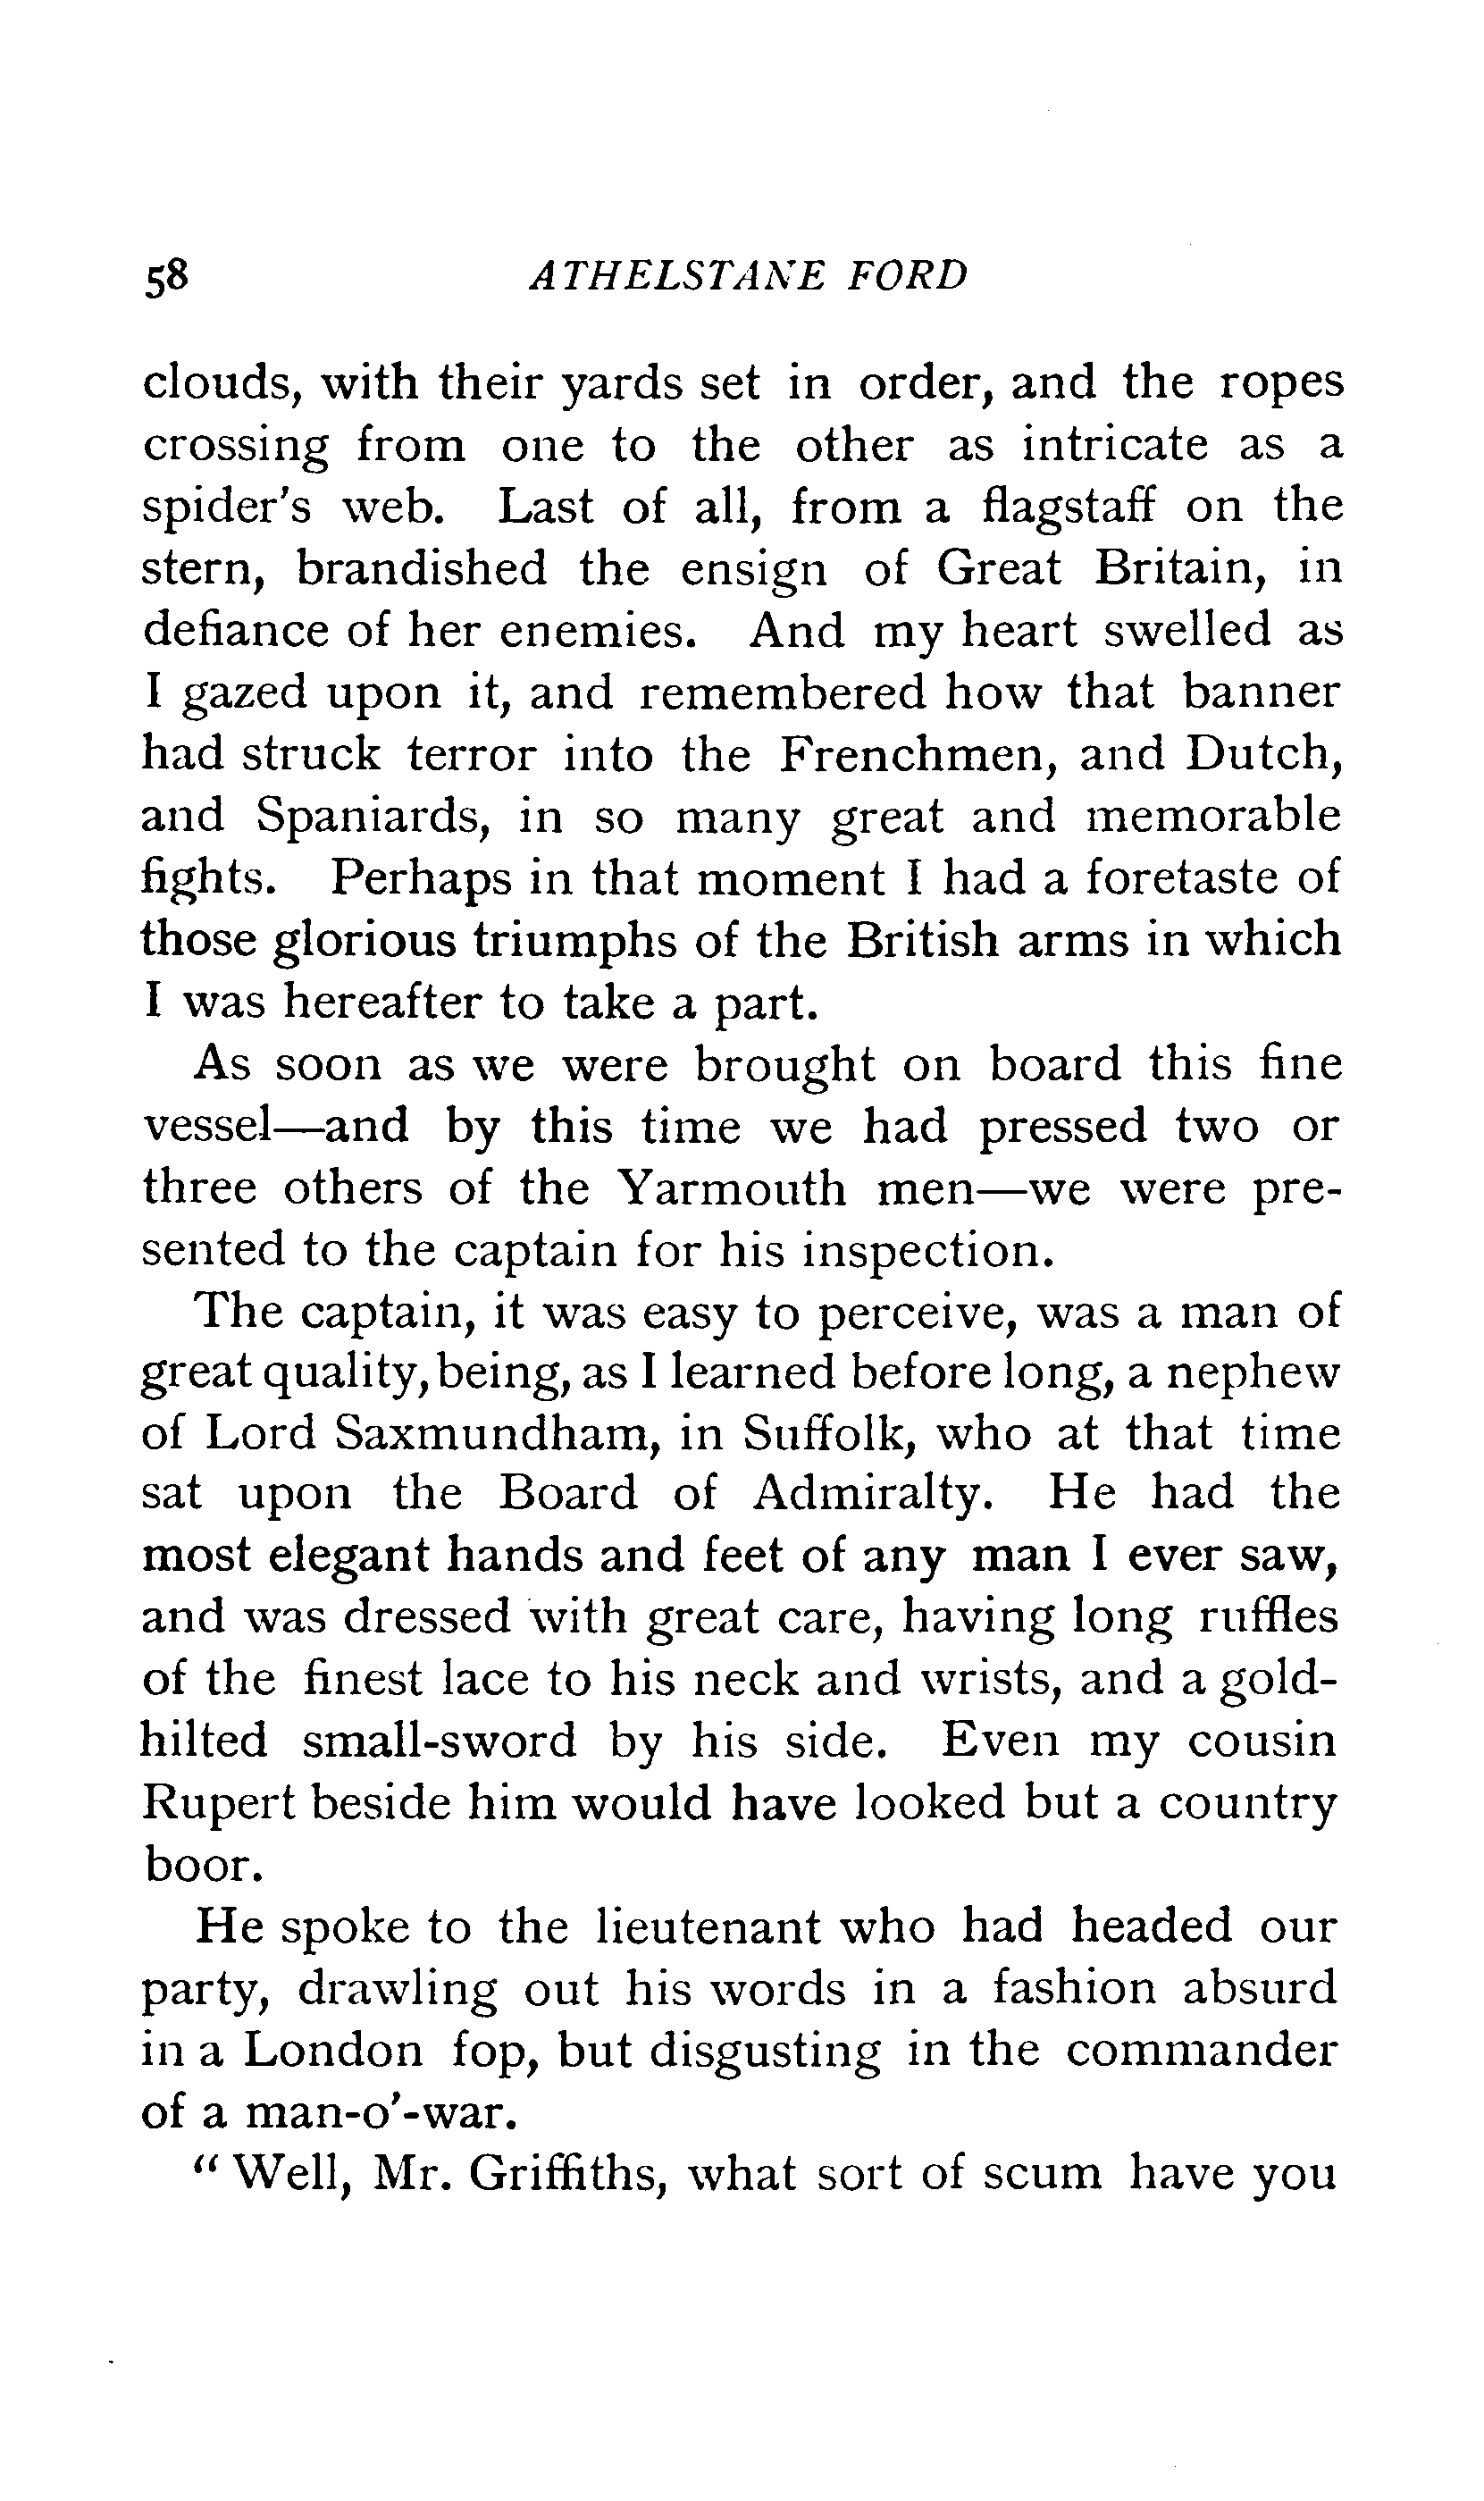 58 ATHELSTANE FORD
clouds, with their yards set in order, and the ropes
crossing from one to the other as intricate as a
spider's web. Last of all, from a flagstaff on the
stern, brandished the ensign of Great Britain, in
defiance of her enemies. And my heart swelled as
I gazed upon it, and remembered how that banner
had struck terror into the Frenchmen, and Dutch,
and Spaniards, in so many great and memorable
fights. Perhaps in that moment I had a foretaste of
those glorious triumphs of the British arms in which
I was hereafter to take a part.
As soon as we were brought on board this fine
vessel—and by this time we had pressed two or
three others of the Yarmouth men—we were pre-
sented to the captain for his inspection.
The captain, it was easy to perceive, was a man of
great quality, being, as I learned before long, a nephew
of Lord Saxmundham, in Suffolk, who at that time
sat upon the Board of Admiralty. He had the
most elegant hands and feet of any man I ever saw,
and was dressed with great care, having long ruffles
of the finest lace to his neck and wrists, and a gold-
hilted small-sword by his side. Even my cousin
Rupert beside him would have looked but a country
boor.
He spoke to the lieutenant who had headed our
party, drawling out his words in a fashion absurd
in a London fop, but disgusting in the commander
of a man-o'-war.
“ Well, Mr. Griffiths, what sort of scum have you